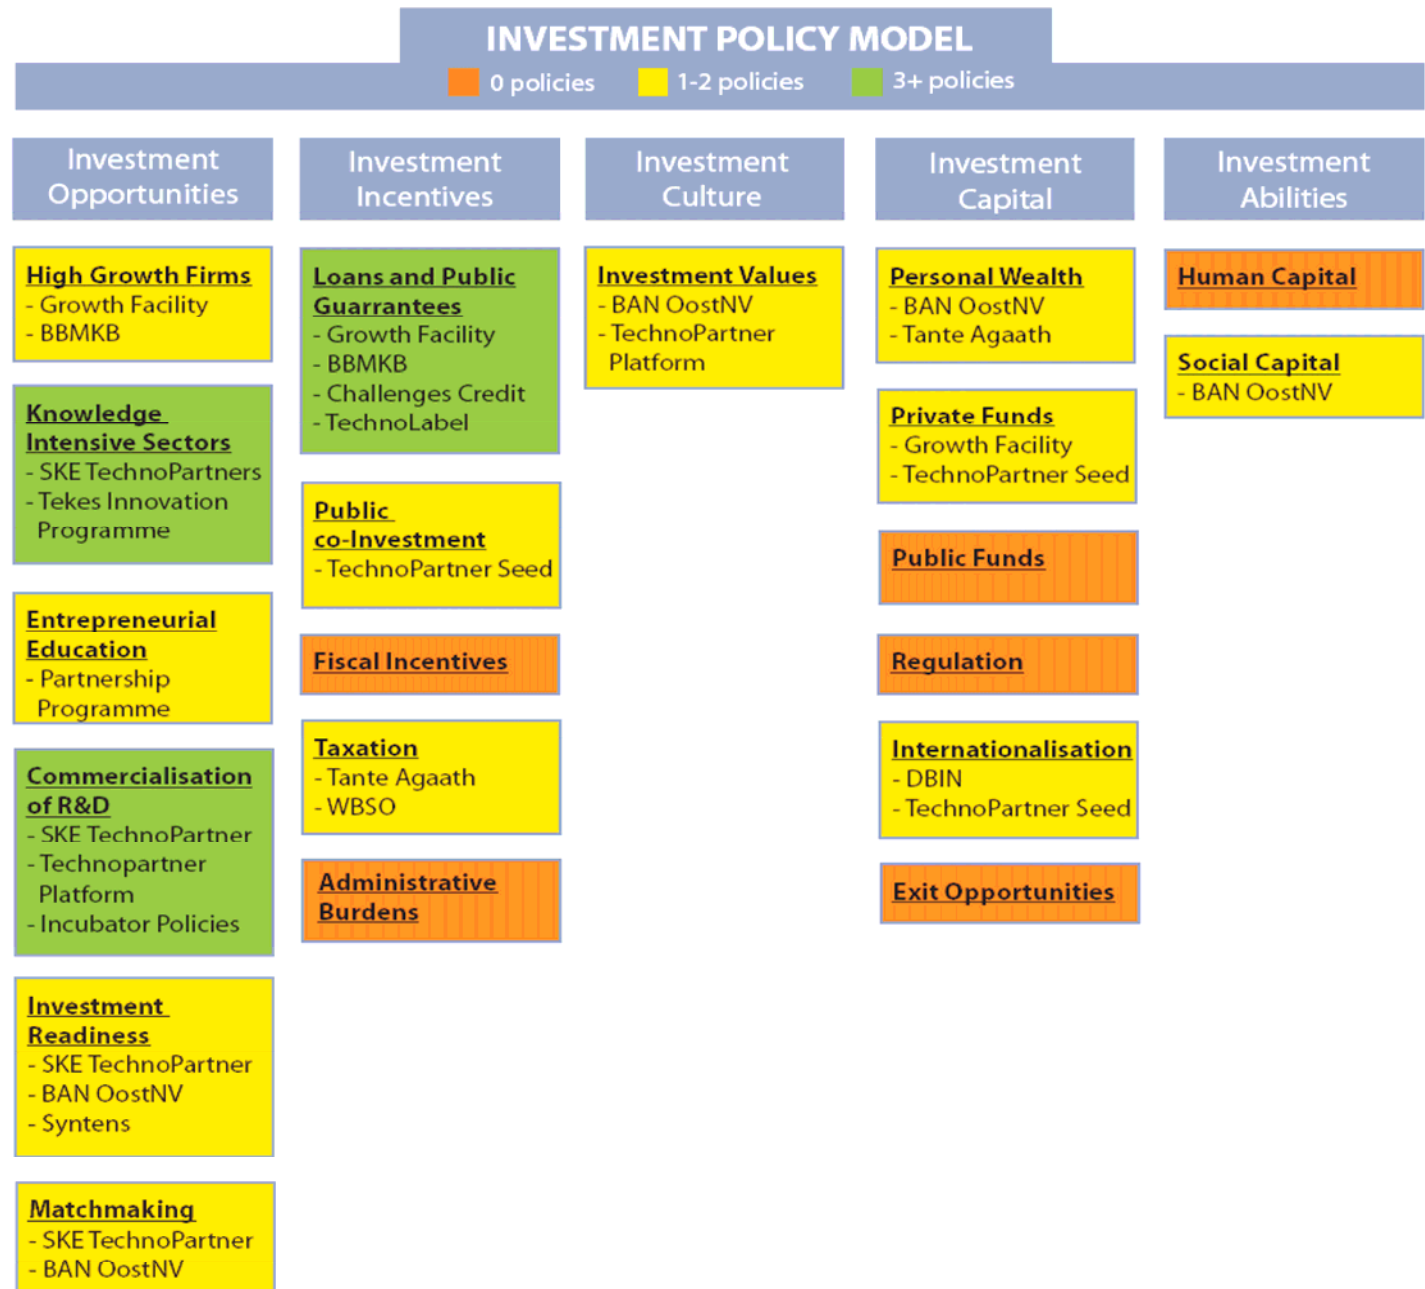 INVESTMENT POLICY MODEL
0 policies
1-2 policies
3+ policies
Investment
Opportunities
High Growth Firms
- Growth Facility
- BBMKB
Knowledge
Intensive Sectors
- SKE TechnoPartners
- Tekes Innovation
Programme
Entrepreneurial
Education
- Partnership
Programme
Commercialisation
of R&D
- SKE TechnoPartner
- Technopartner
Platform
- Incubator Policies
Investment
Readiness
- SKE TechnoPartner
- BAN OostNV
- Syntens
Matchmaking
- SKE TechnoPartner
- BAN OostNV
Investment
Incentives
Loans and Public
Guarrantees
- Growth Facility
- BBMKB
- Challenges Credit
- TechnoLabel
Public
co-Investment
- TechnoPartner Seed
Fiscal Incentives
Taxation
- Tante Agaath
- WBSO
Administrative
Burdens
Investment
Culture
Investment Values
- BAN OostNV
- TechnoPartner
Platform
Investment
Capital
Personal Wealth
- BAN OostNV
- Tante Agaath
Private Funds
- Growth Facility
- TechnoPartner Seed
Public Funds
Regulation
Internationalisation
- DBIN
- TechnoPartner Seed
Exit Opportunities
Investment
Abilities
Human Capital
Social Capital
- BAN OostNV